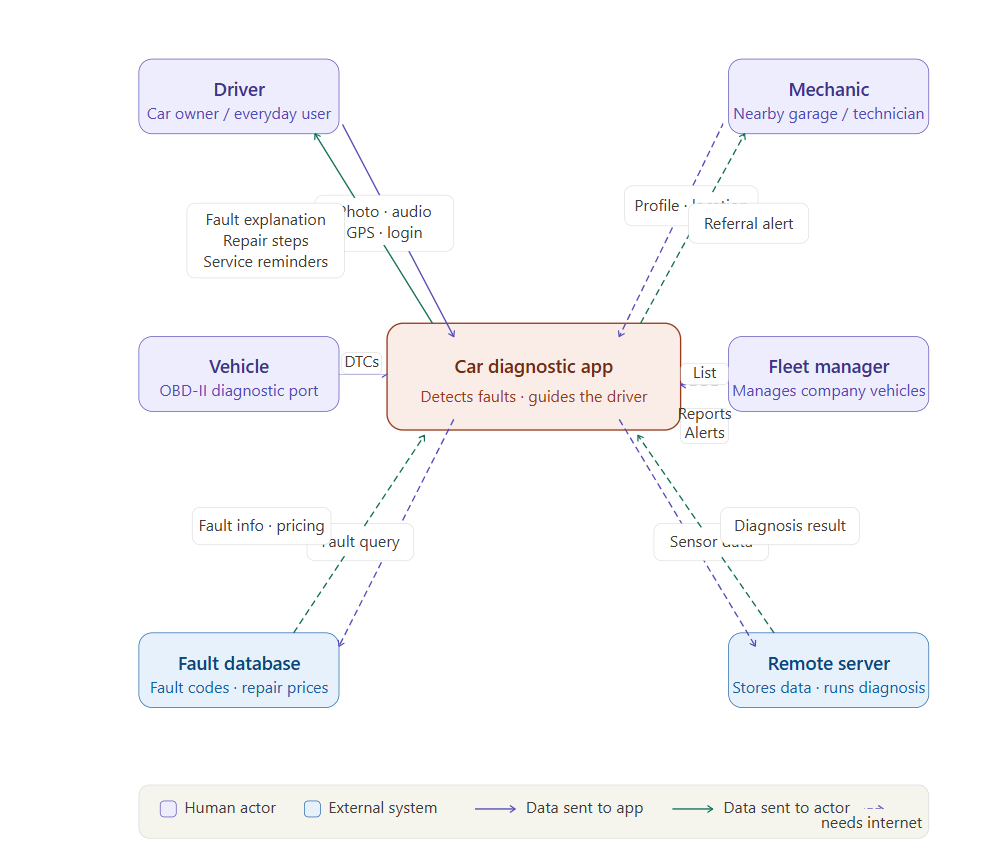 Driver
Car owner / everyday user
Mechanic
Nearby garage / technician
Photo · audio
GPS · login
Fault explanation
Repair steps
Service reminders
Profile · location
Referral alert
Vehicle
OBD-II diagnostic port
DTCs
Car diagnostic app
Detects faults · guides the driver
List
Fleet manager
Manages company vehicles
Reports
Alerts
Fault info · pricing
Fault query
Sensor data
Diagnosis result
Fault database
Fault codes · repair prices
Remote server
Stores data · runs diagnosis
Human actor
External system
Data sent to app
Data sent to actor
needs internet